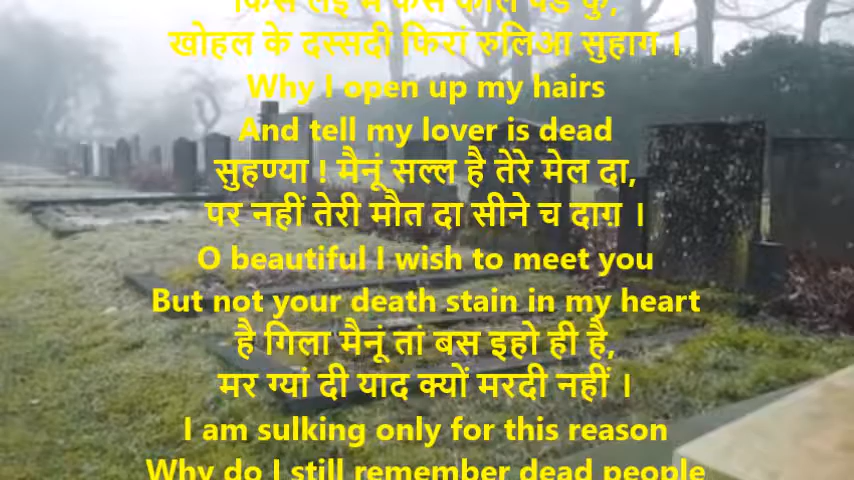 किस लई मैं केस काले वेंड कु,
खोहल के दस्सदी फिरां रुलिआ सुहाग ।
Why I open up my hairs
And tell my lover is dead
सुहण्या ! मैनूं सल्ल है तेरे मेल दा,
पर नहीं तेरी मौत दा सीने च दाग़ ।
O beautiful I wish to meet you
But not your death stain in my heart
है गिला मैनूं तां बस इहो ही है,
मर ग्यां दी याद क्यों मरदी नहीं ।
I am sulking only for this reason
Why do I still remember dead people